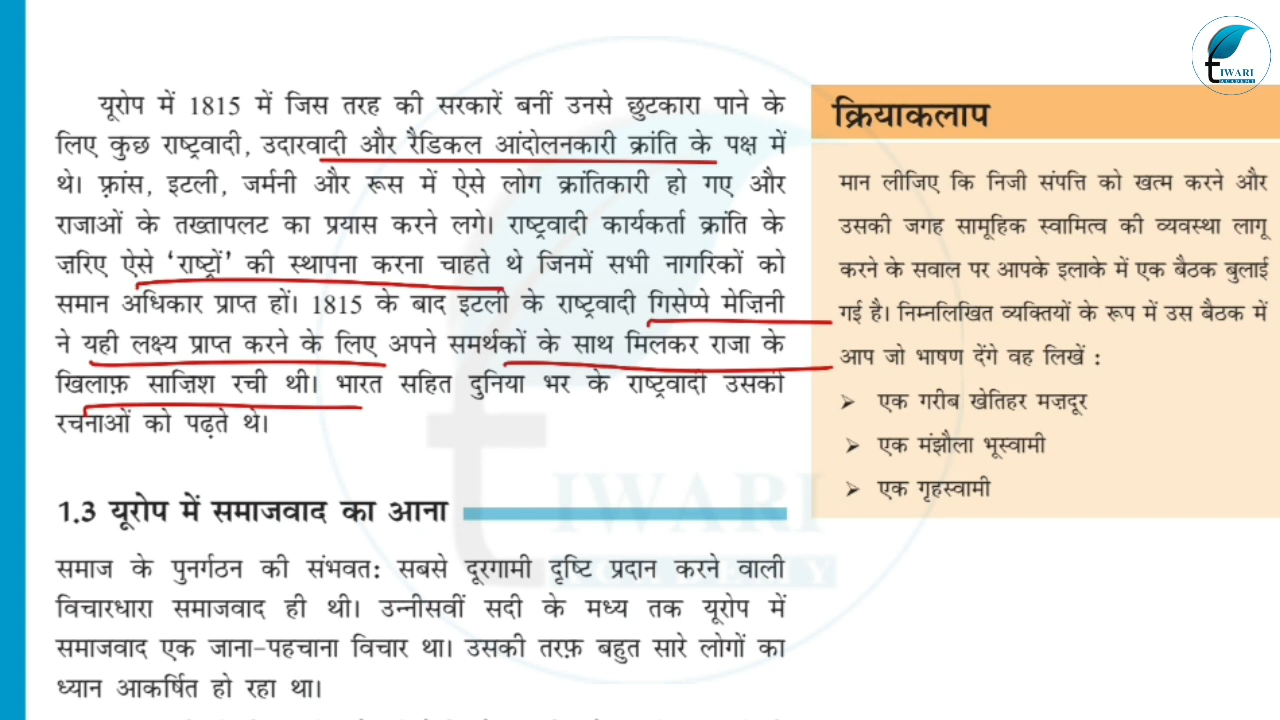 यूरोप में 1815 में जिस तरह की सरकारें बनीं उनसे छुटकारा पाने के
लिए कुछ राष्ट्रवादी, उदारवादी और रैडिकल आंदोलनकारी क्रांति के पक्ष में
थे। फ़्रांस, इटली, जर्मनी और रूस में ऐसे लोग क्रांतिकारी हो गए और
राजाओं के तख्तापलट का प्रयास करने लगे। राष्ट्रवादी कार्यकर्ता क्रांति के
ज़रिए ऐसे ‘राष्ट्रों’ की स्थापना करना चाहते थे जिनमें सभी नागरिकों को
समान अधिकार प्राप्त हों। 1815 के बाद इटली के राष्ट्रवादी गिसेप्पे मेज़िनी
ने यही लक्ष्य प्राप्त करने के लिए अपने समर्थकों के साथ मिलकर राजा के
खिलाफ़ साज़िश रची थी। भारत सहित दुनिया भर के राष्ट्रवादी उसकी
रचनाओं को पढ़ते थे।
1.3 यूरोप में समाजवाद का आना
समाज के पुनर्गठन की संभवत: सबसे दूरगामी दृष्टि प्रदान करने वाली
विचारधारा समाजवाद ही थी। उन्नीसवीं सदी के मध्य तक यूरोप में
समाजवाद एक जाना-पहचाना विचार था। उसकी तरफ़ बहुत सारे लोगों का
ध्यान आकर्षित हो रहा था।
क्रियाकलाप
मान लीजिए कि निजी संपत्ति को खत्म करने और
उसकी जगह सामूहिक स्वामित्व की व्यवस्था लागू
करने के सवाल पर आपके इलाके में एक बैठक बुलाई
गई है। निम्नलिखित व्यक्तियों के रूप में उस बैठक में
आप जो भाषण देंगे वह लिखें :
➢ एक गरीब खेतिहर मज़दूर
➢ एक मंझौला भूस्वामी
➢ एक गृहस्वामी
TIWARI
ACADEMY
TIWARI
ACADEMY